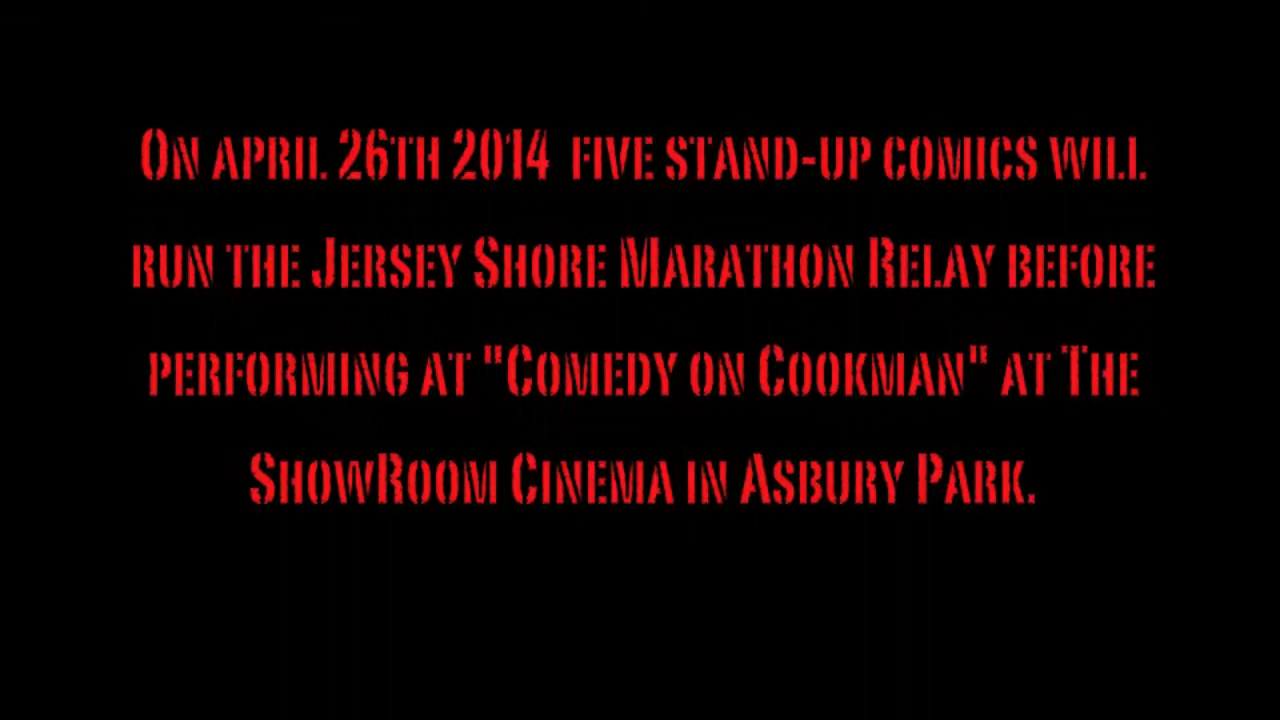 On april 26th 2014 five stand-up comics will
run the Jersey Shore Marathon Relay before
performing at "Comedy on Cookman" at The
ShowRoom Cinema in Asbury Park.